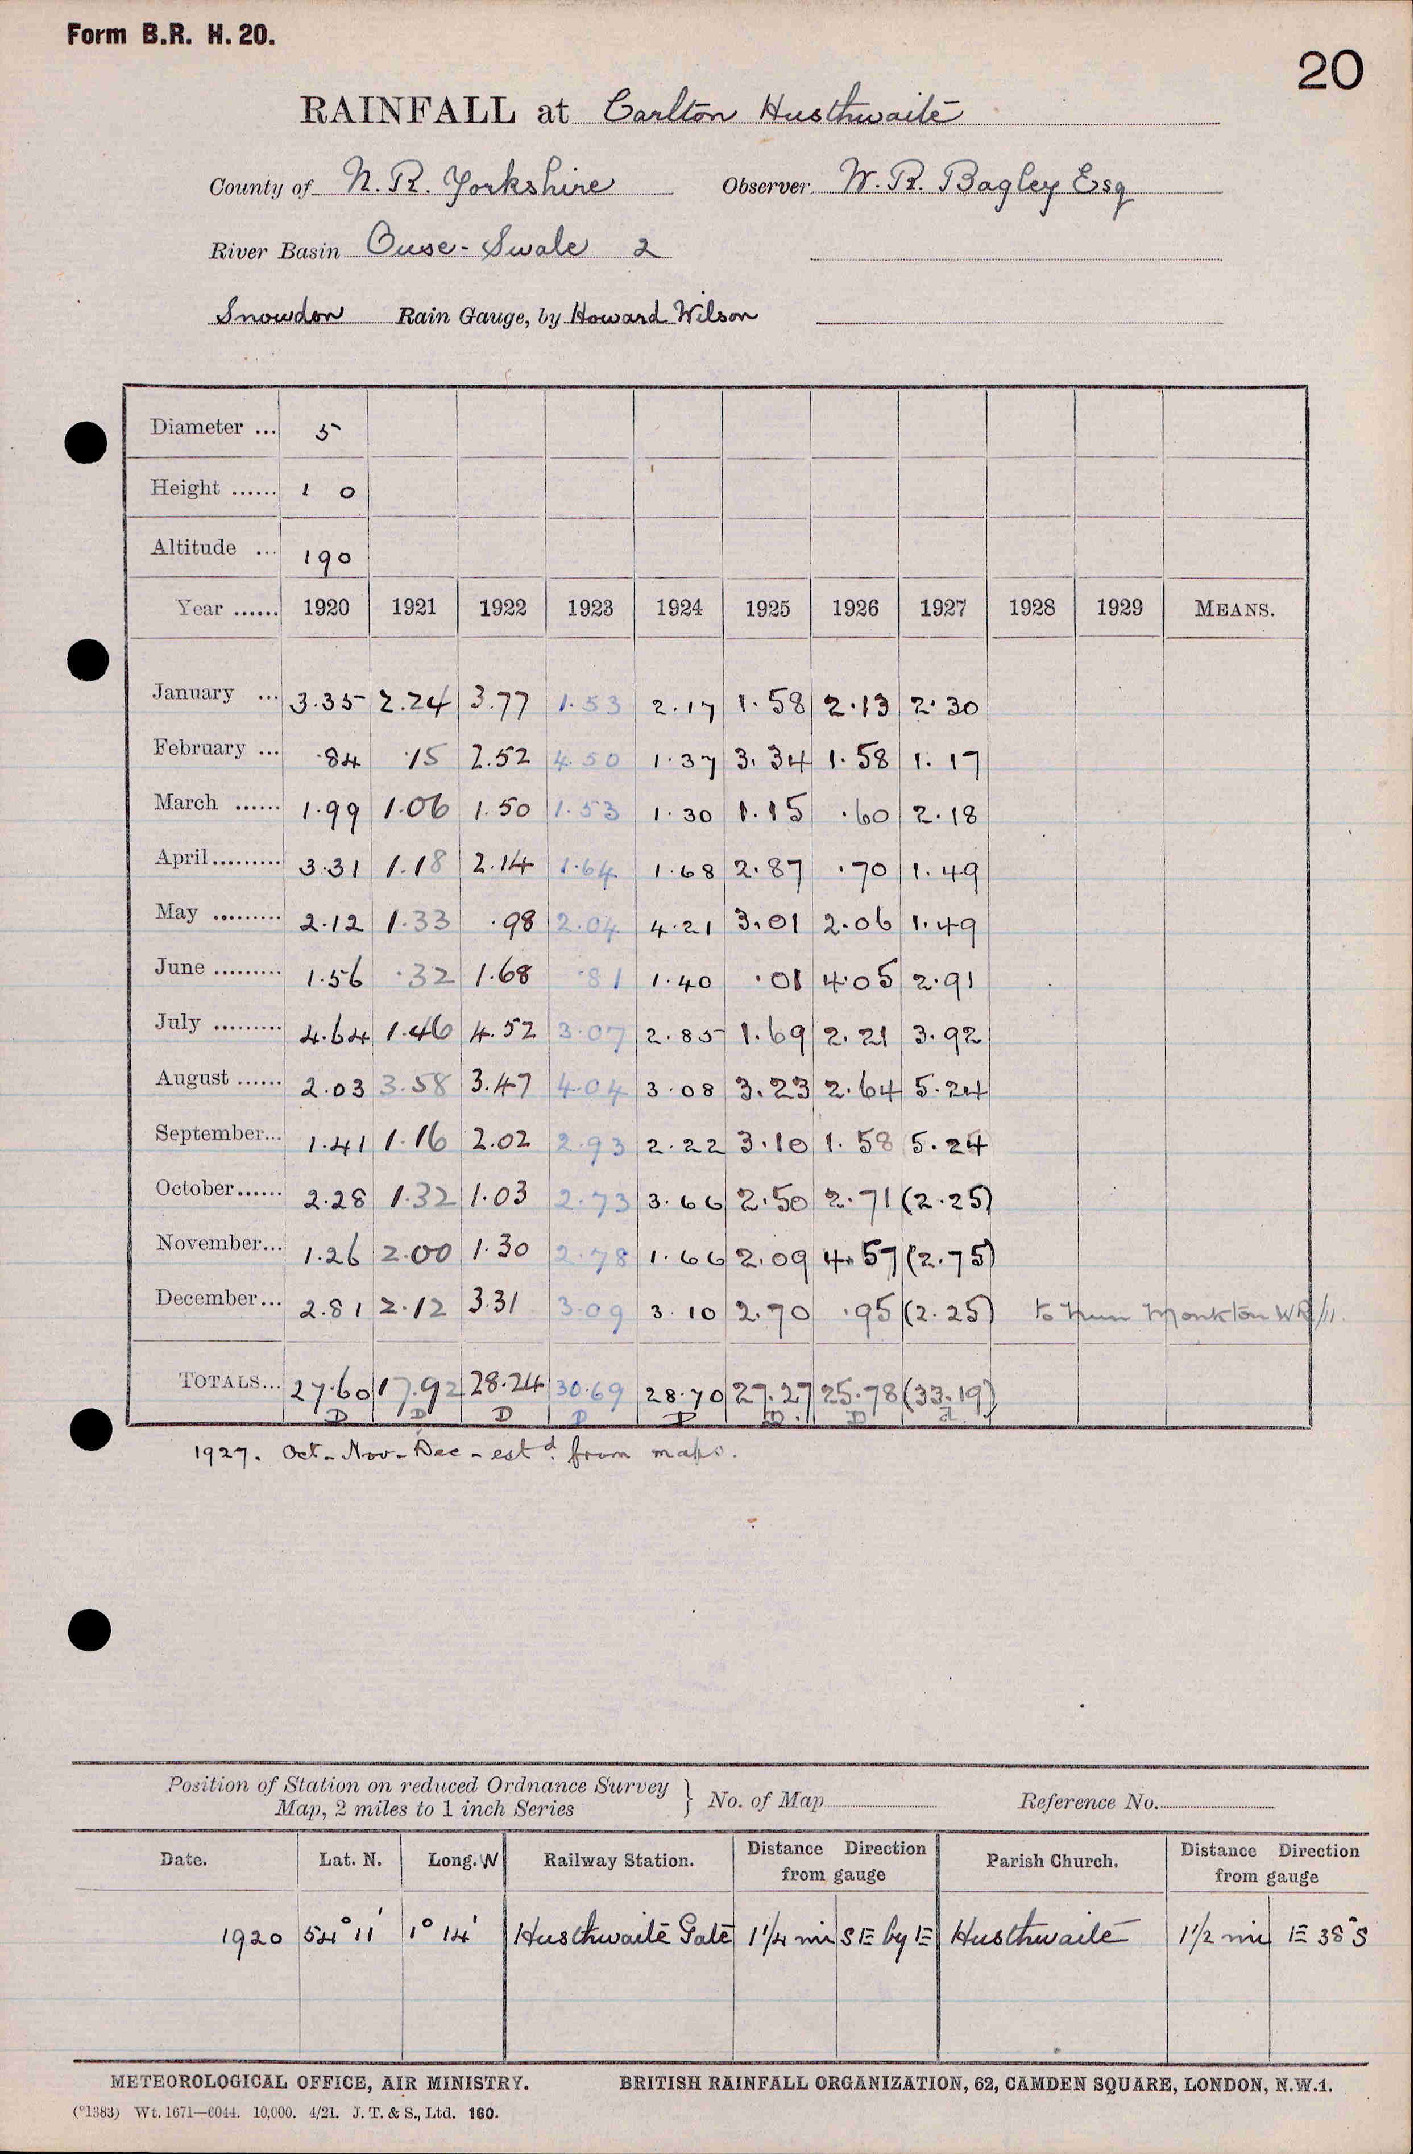 Form B.R. H. 20.
20
RAINFALL at Carlton Husthwaite
County of N. R. Yorkshire Observer W. R. Bagley Esq
River Basin Ouse - Swale 2
Snowdon Rain Gauge, by Howard Wilson
Diameter ... 5
Height ...... 1 0
Altitude ... 190
Year ...... 1920 1921 1922 1923 1924 1925 1926 1927 1928 1929 MEANS.
January ... 3.35 2.24 3.77 1.53 2.17 1.58 2.13 2.30
February ... .84 .15 2.52 4.50 1.37 3.34 1.58 1.17
March ...... 1.99 1.06 1.50 1.53 1.30 1.15 .60 2.18
April......... 3.31 1.18 2.14 1.64 1.68 2.87 .70 1.49
May ......... 2.12 1.33 .98 2.04 4.21 3.01 2.06 1.49
June ......... 1.56 .32 1.68 .81 1.40 .01 4.05 2.91
July ......... 4.64 1.46 4.52 3.07 2.85 1.69 2.21 3.92
August ...... 2.03 3.58 3.47 4.04 3.08 3.23 2.64 5.24
September... 1.41 1.16 2.02 2.93 2.22 3.10 1.58 5.24
October...... 2.28 1.32 1.03 2.73 3.66 2.50 2.71 (2.25)
November... 1.26 2.00 1.30 2.78 1.66 2.09 4.57 (2.75)
December... 2.81 2.12 3.31 3.09 3.10 2.70 .95 (2.25) to Nun Monkton WR/11.
TOTALS... 27.60 17.92 28.24 30.69 28.70 27.27 25.78 (33.19)
D D D D D D D a
1927. Oct - Nov - Dec - estd. from maps.
Position of Station on reduced Ordnance Survey
Map, 2 miles to 1 inch Series } No. of Map Reference No.
Date. Lat. N. Long. W Railway Station. Distance Direction from gauge Parish Church. Distance Direction from gauge
1920 54° 11' 1° 14' Husthwaite Gate 1 1/4 mi SE by E Husthwaite 1 1/2 mi E 38° S
METEOROLOGICAL OFFICE, AIR MINISTRY. BRITISH RAINFALL ORGANIZATION, 62, CAMDEN SQUARE, LONDON, N.W.1.
(*1383) Wt. 1671—6044. 10,000. 4/21. J. T. & S., Ltd. 160.